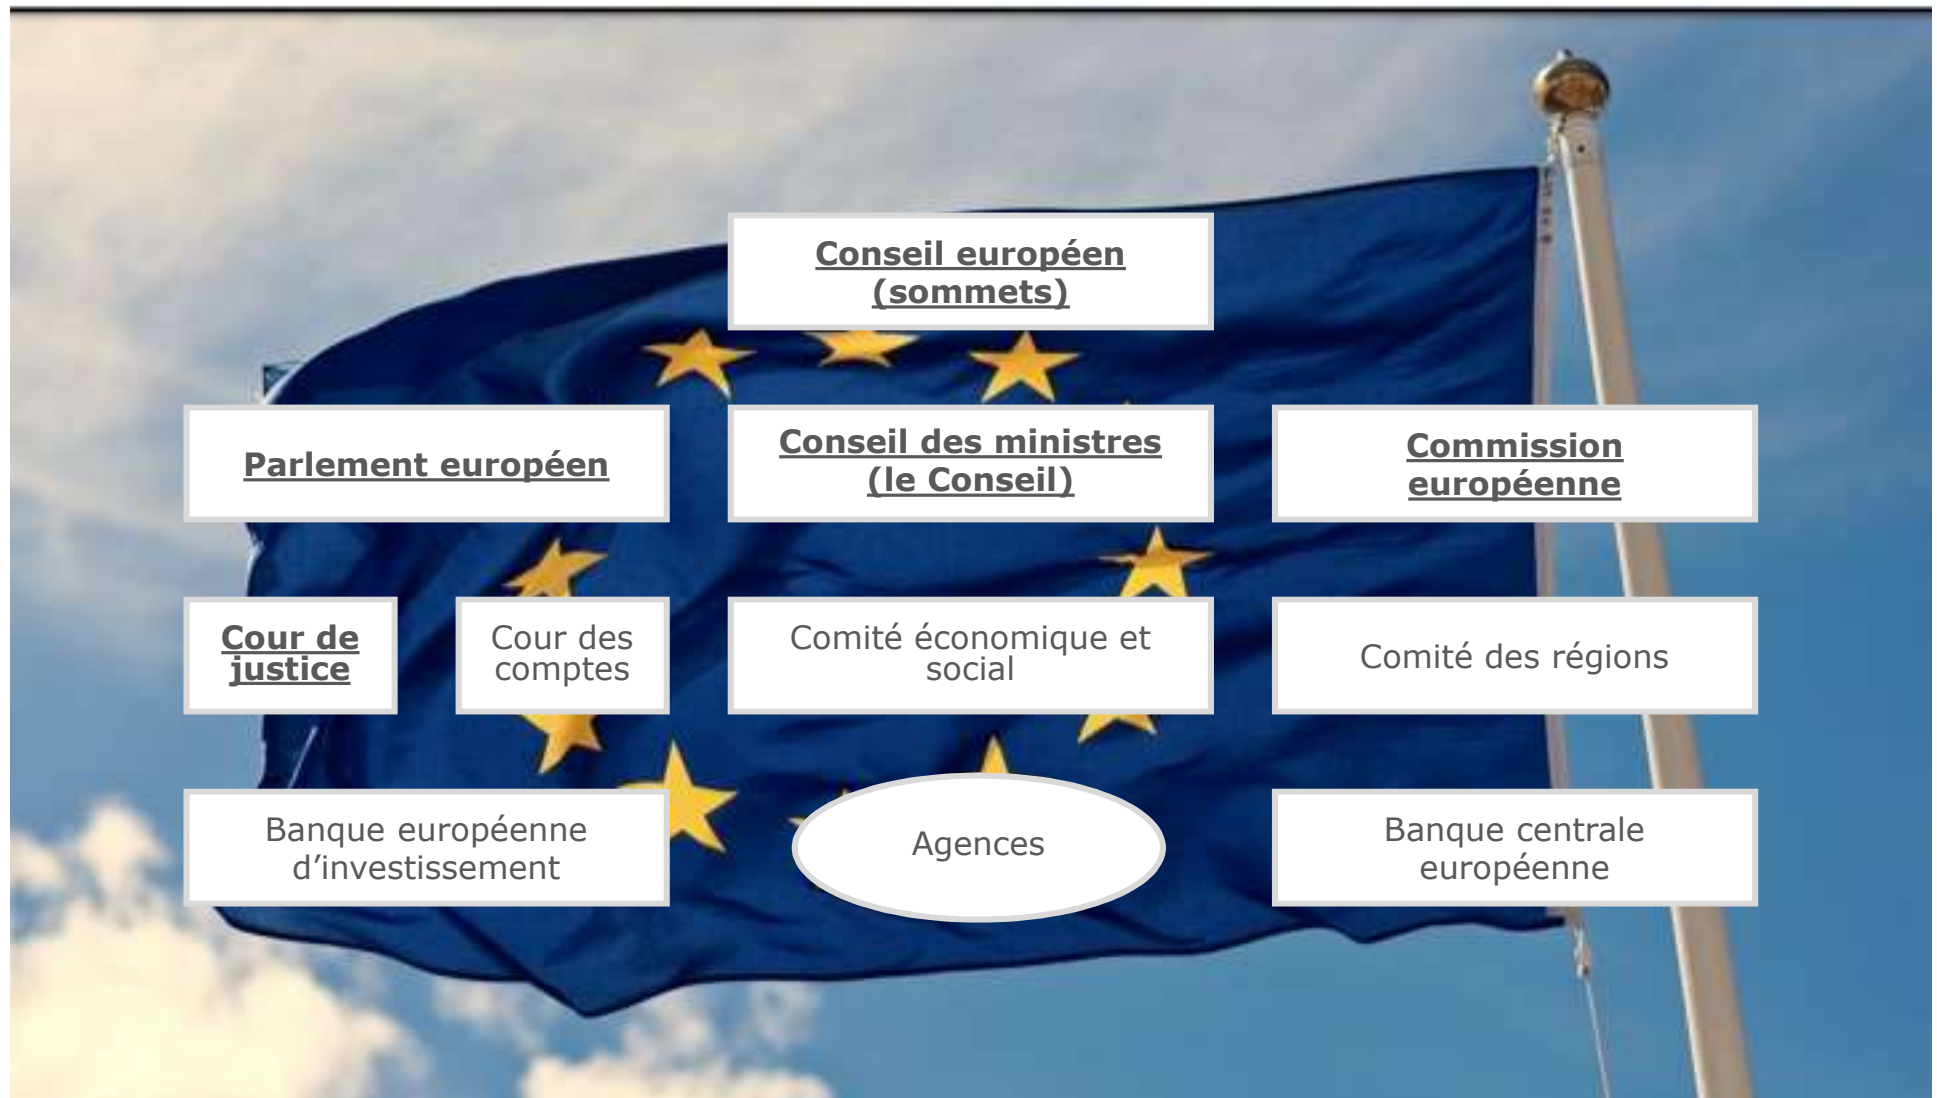 Conseil européen
(sommets)
Parlement européen
Conseil des ministres
(le Conseil)
Commission
européenne
Cour de
justice
Cour des
comptes
Comité économique et
social
Comité des régions
Banque européenne
d’investissement
Agences
Banque centrale
européenne